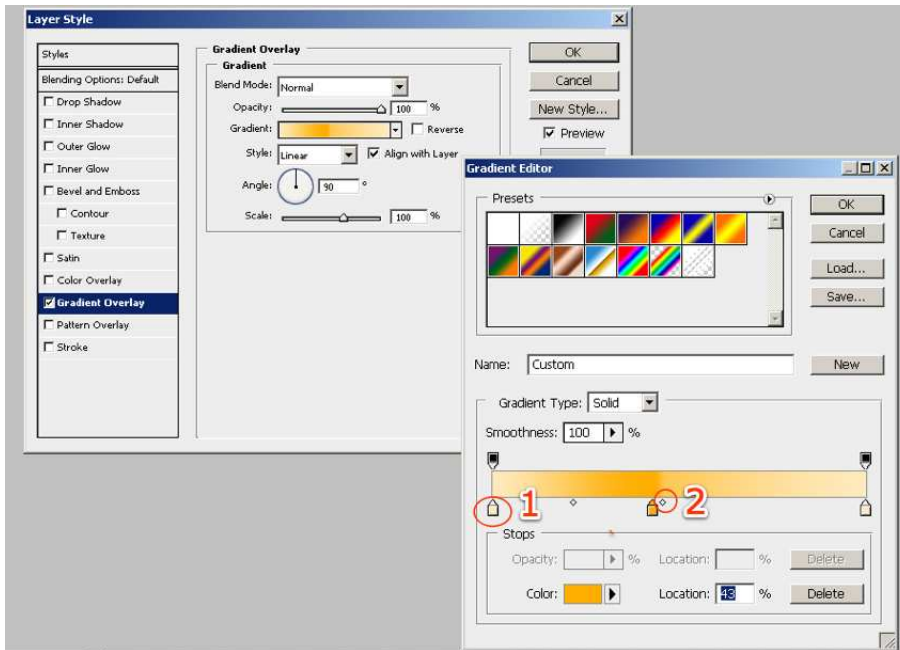 Layer Style
Styles
Blending Options: Default
Drop Shadow
Inner Shadow
Outer Glow
Inner Glow
Bevel and Emboss
Contour
Texture
Satin
Color Overlay
Gradient Overlay
Pattern Overlay
Stroke
Gradient Overlay
Gradient
Blend Mode: Normal
Opacity: 100 %
Gradient: Reverse
Style: Linear Align with Layer
Angle: 90 °
Scale: 100 %
OK
Cancel
New Style...
Preview
Gradient Editor
Presets
OK
Cancel
Load...
Save...
Name: Custom New
Gradient Type: Solid
Smoothness: 100 %
1 2
Stops
Opacity: % Location: % Delete
Color: Location: 43 % Delete